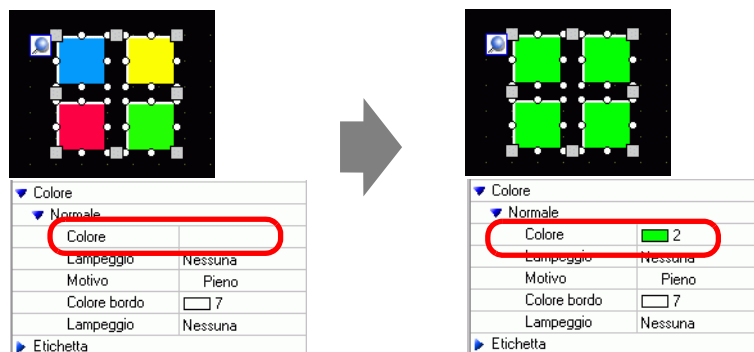 Colore
Normale
Colore
Lampeggio Nessuna
Motivo Pieno
Colore bordo 7
Lampeggio Nessuna
Etichetta
Colore
Normale
Colore 2
Lampeggio Nessuna
Motivo Pieno
Colore bordo 7
Lampeggio Nessuna
Etichetta